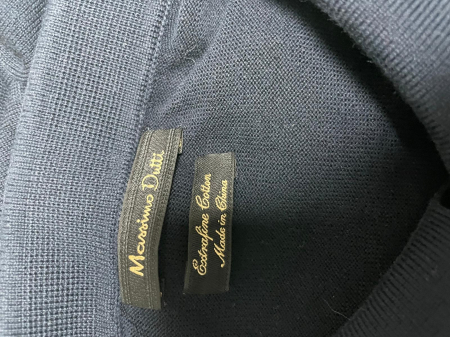 Massimo Dutti
Extrafine Cotton
Made in China